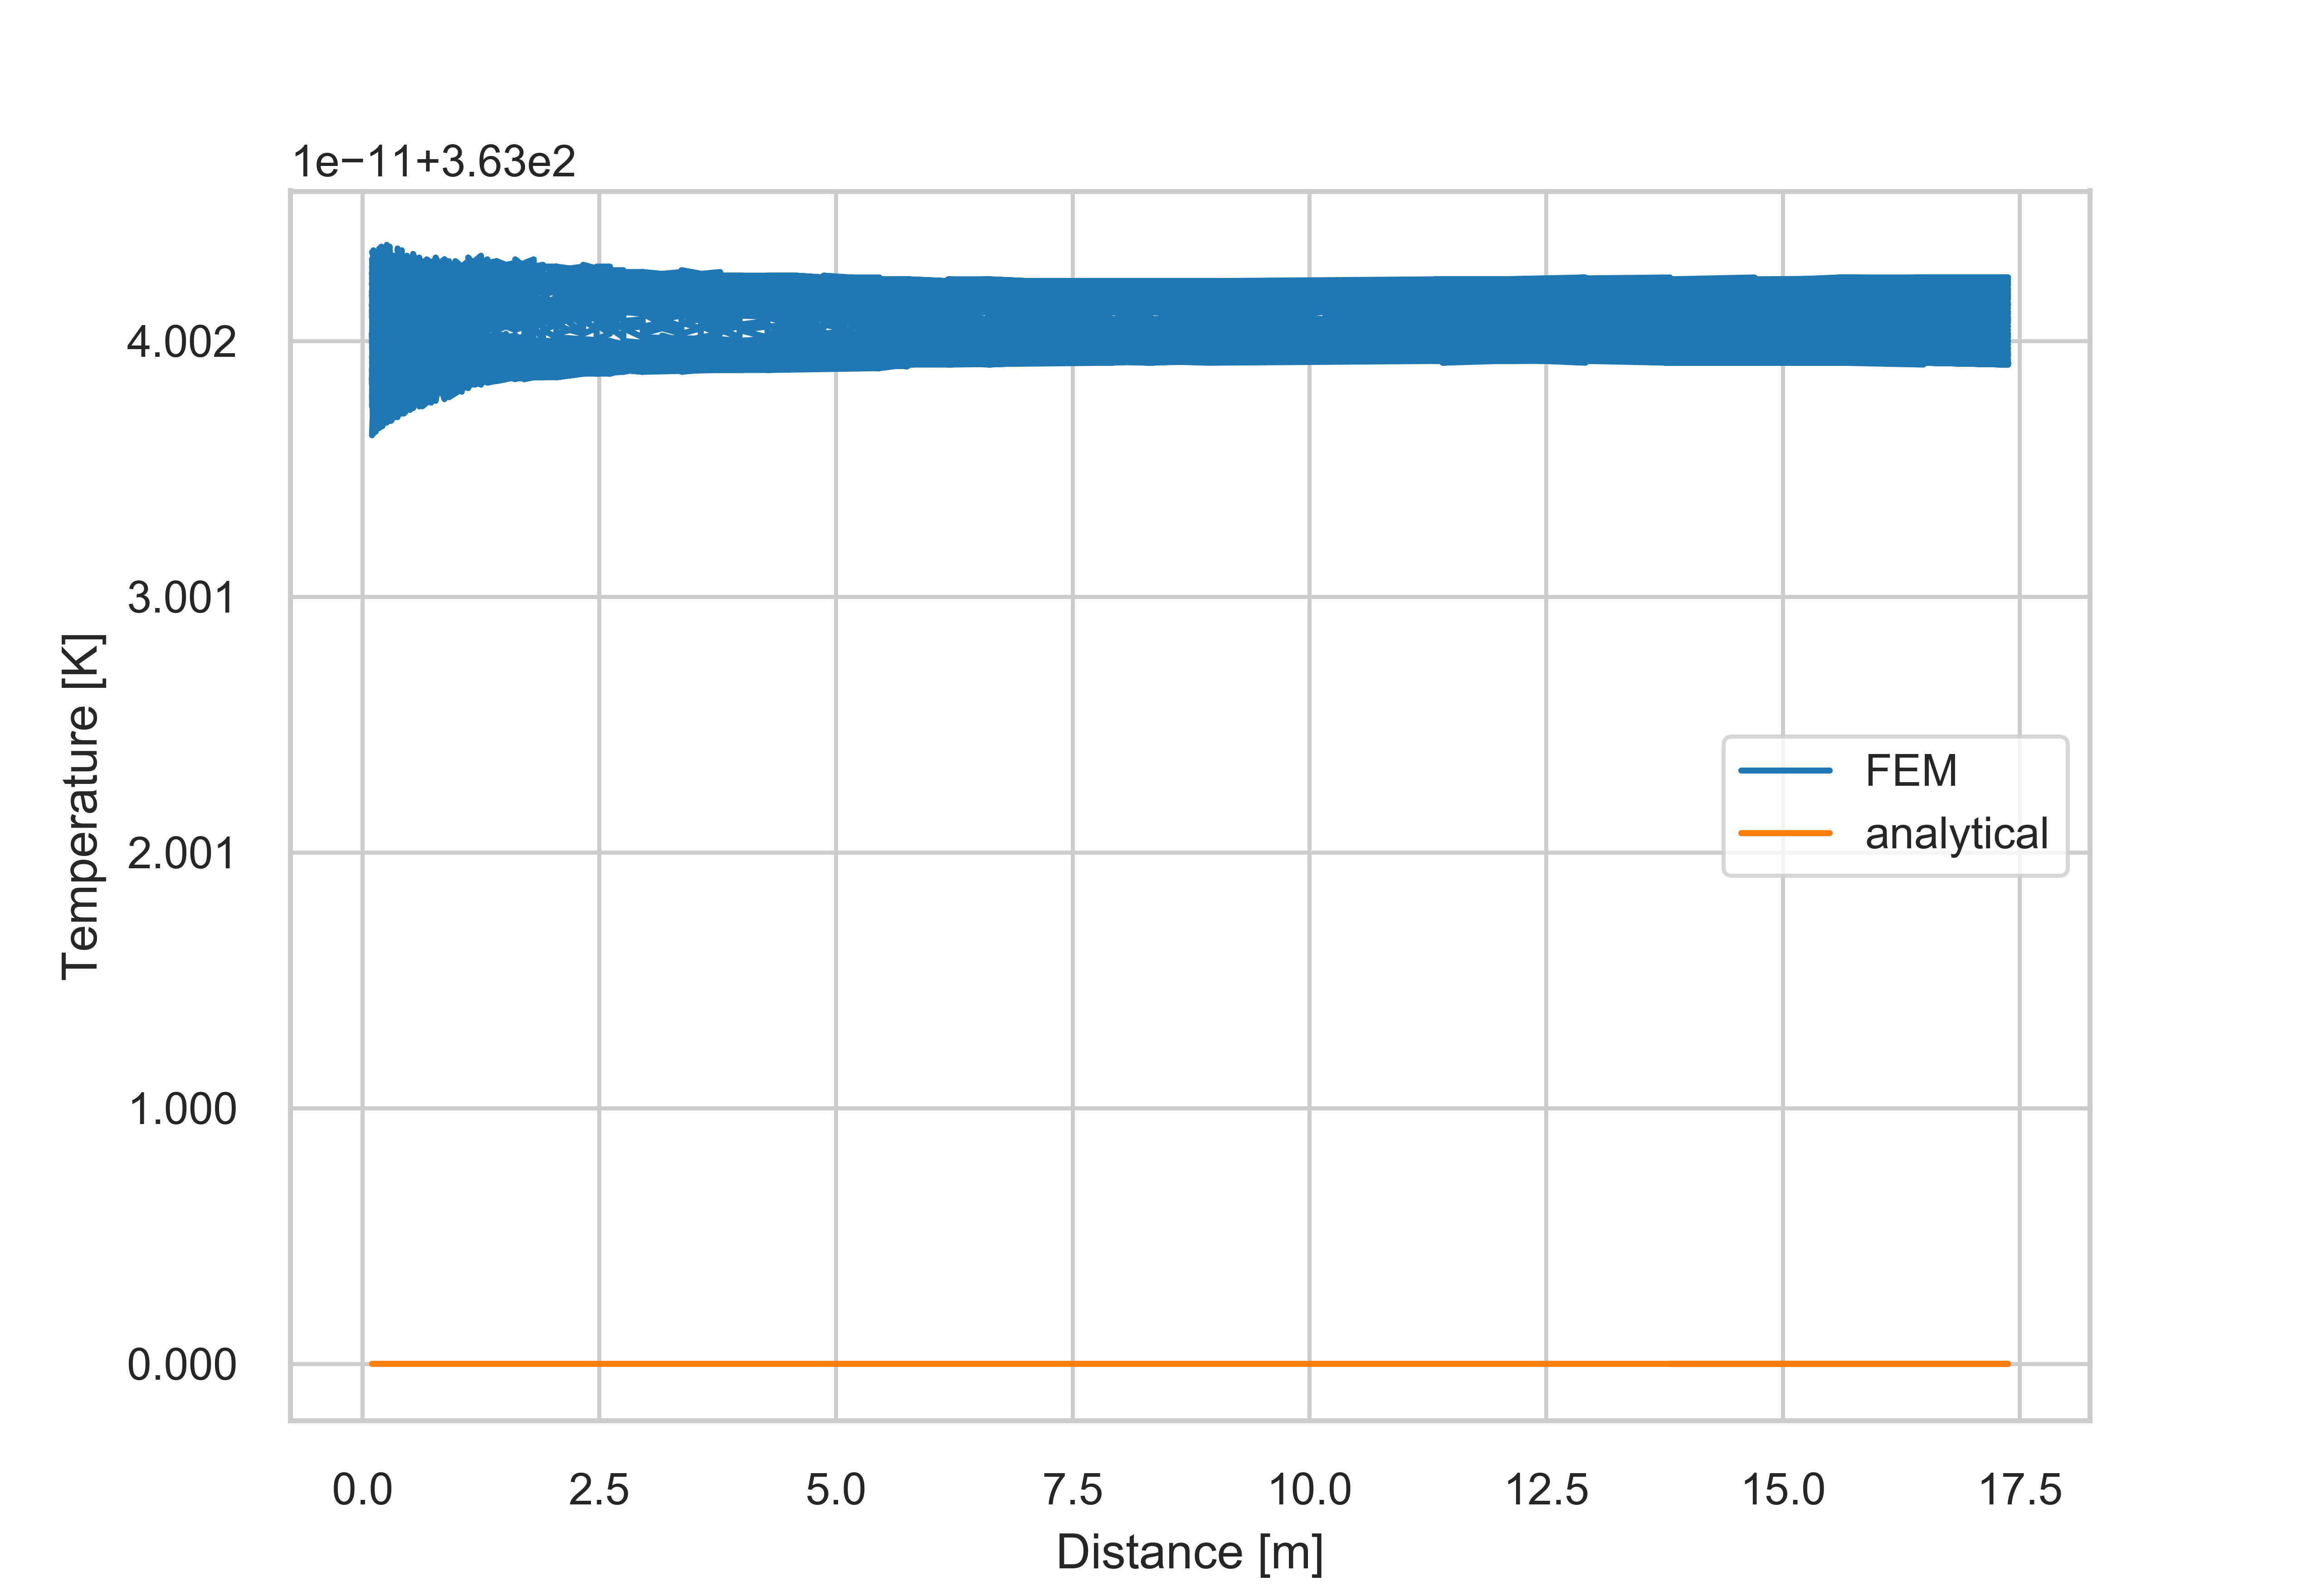 1e−11+3.63e2
4.002
3.001
2.001
1.000
0.000
Temperature [K]
FEM
analytical
0.0 2.5 5.0 7.5 10.0 12.5 15.0 17.5
Distance [m]